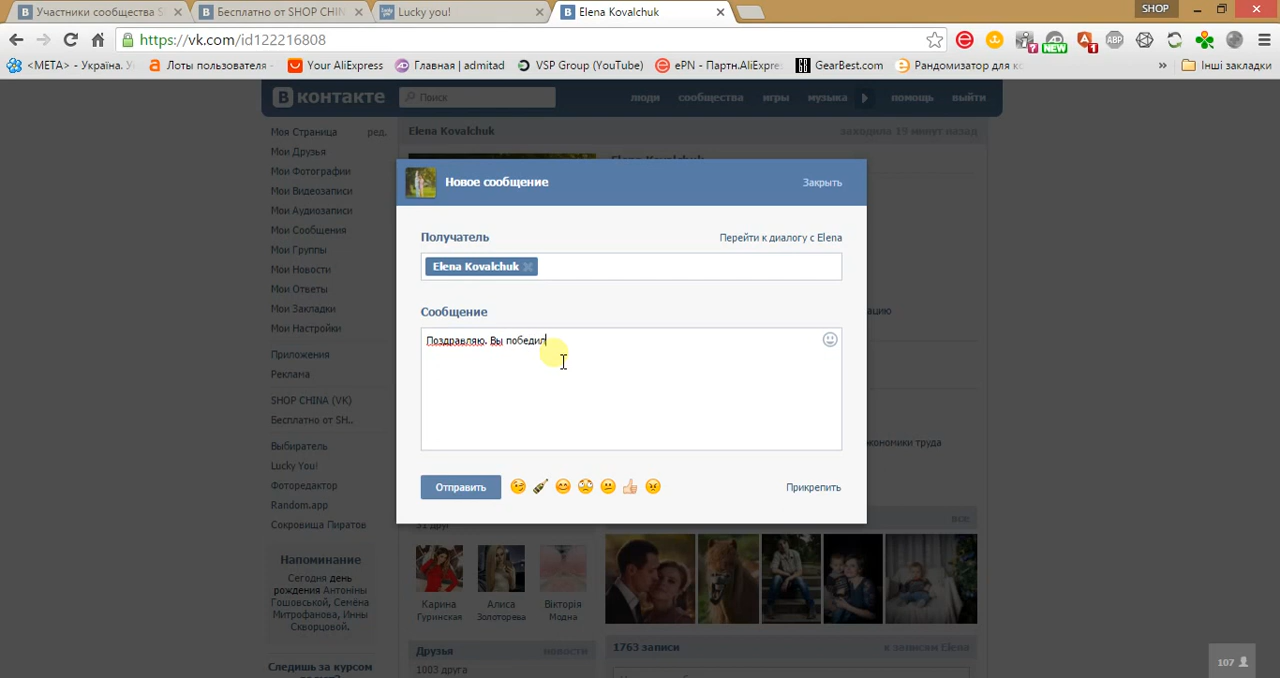 Участники сообщества S
Бесплатно от SHOP CHIN
Lucky you!
Elena Kovalchuk
SHOP
https://vk.com/id122216808
<META> - Україна. У
Лоты пользователя
Your AliExpress
Главная | admitad
VSP Group (YouTube)
ePN - Партн.AliExpre
GearBest.com
Рандомизатор для к
Інші закладки
В контакте
Поиск
люди
сообщества
игры
музыка
помощь
выйти
Моя Страница
ред.
Мои Друзья
Мои Фотографии
Мои Видеозаписи
Мои Аудиозаписи
Мои Сообщения
Мои Группы
Мои Новости
Мои Ответы
Мои Закладки
Мои Настройки
Приложения
Реклама
SHOP CHINA (VK)
Бесплатно от SH..
Выбиратель
Lucky You!
Фоторедактор
Random.app
Сокровища Пиратов
Напоминание
Сегодня день
рождения Антоніны
Гошовськой, Семёна
Митрофанова, Инны
Скворцовой.
Следишь за курсом
Elena Kovalchuk
заходила 19 минут назад
Новое сообщение
Закрыть
Получатель
Перейти к диалогу с Elena
Elena Kovalchuk
Сообщение
Поздравляю. Вы победил
Отправить
Прикрепить
ацию
кономики труда
все
Карина
Гуринская
Алиса
Золоторева
Вікторія
Модна
Друзья
новости
1003 друга
1763 записи
к записям Elena
107